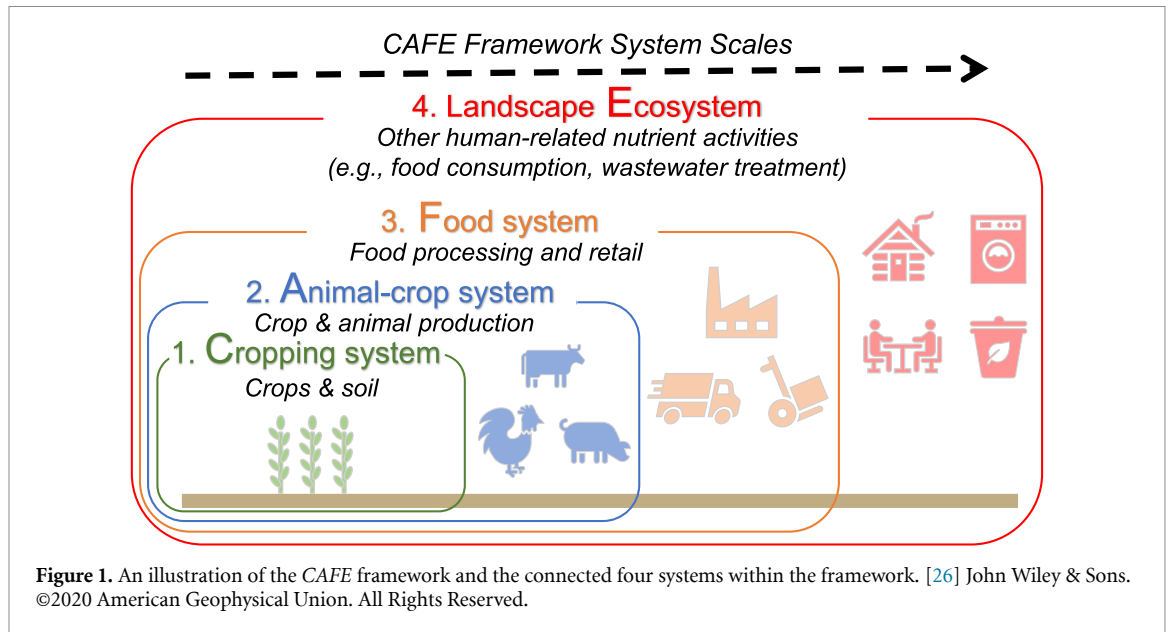 CAFE Framework System Scales
4. Landscape Ecosystem
Other human-related nutrient activities
(e.g., food consumption, wastewater treatment)
3. Food system
Food processing and retail
2. Animal-crop system
Crop & animal production
1. Cropping system
Crops & soil
Figure 1. An illustration of the CAFE framework and the connected four systems within the framework. [26] John Wiley & Sons.
©2020 American Geophysical Union. All Rights Reserved.